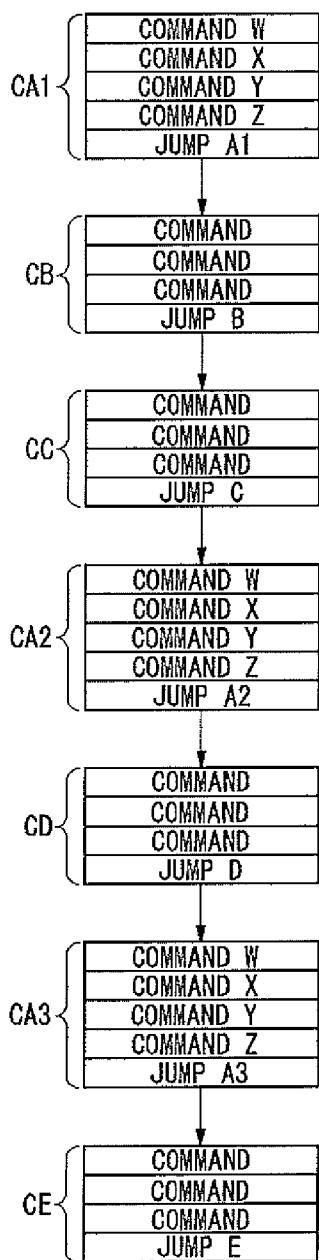 COMMAND W
COMMAND X
CA1
COMMAND Y
COMMAND Z
JUMP A1
COMMAND
COMMAND
CB
COMMAND
JUMP B
COMMAND
COMMAND
CC
COMMAND
JUMP C
COMMAND W
COMMAND X
CA2
COMMAND Y
COMMAND Z
JUMP A2
COMMAND
COMMAND
CD
COMMAND
JUMP D
COMMAND W
COMMAND X
CA3
COMMAND Y
COMMAND Z
JUMP A3
COMMAND
COMMAND
CE
COMMAND
JUMP E